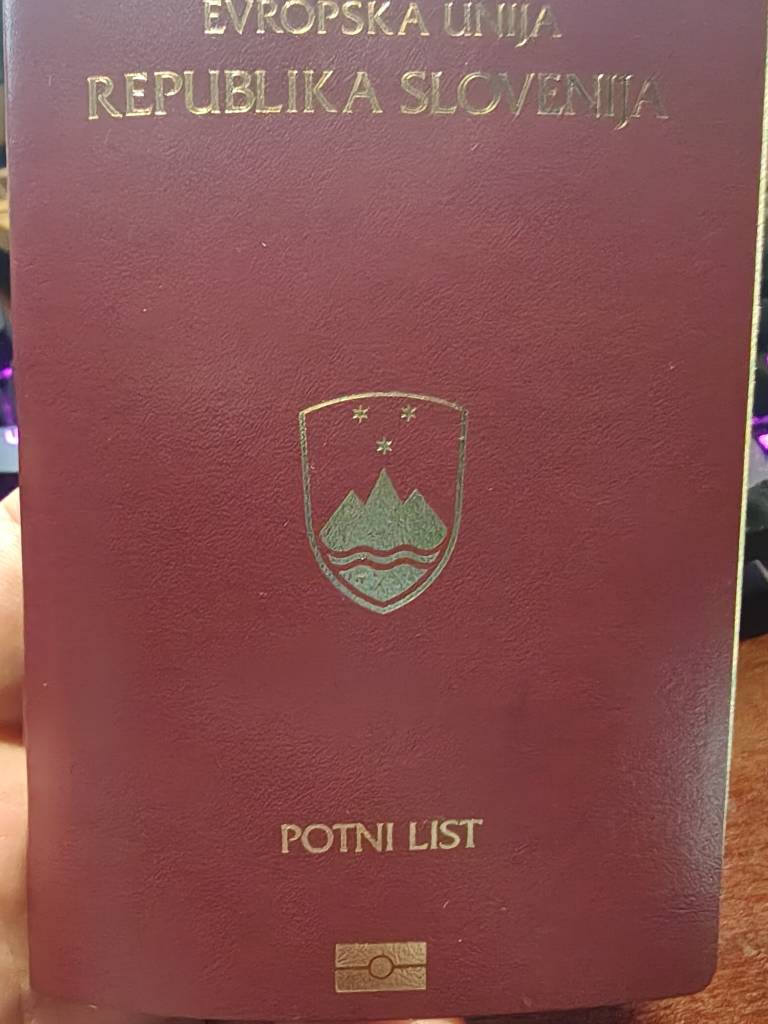 EVROPSKA UNIJA
REPUBLIKA SLOVENIJA
POTNI LIST